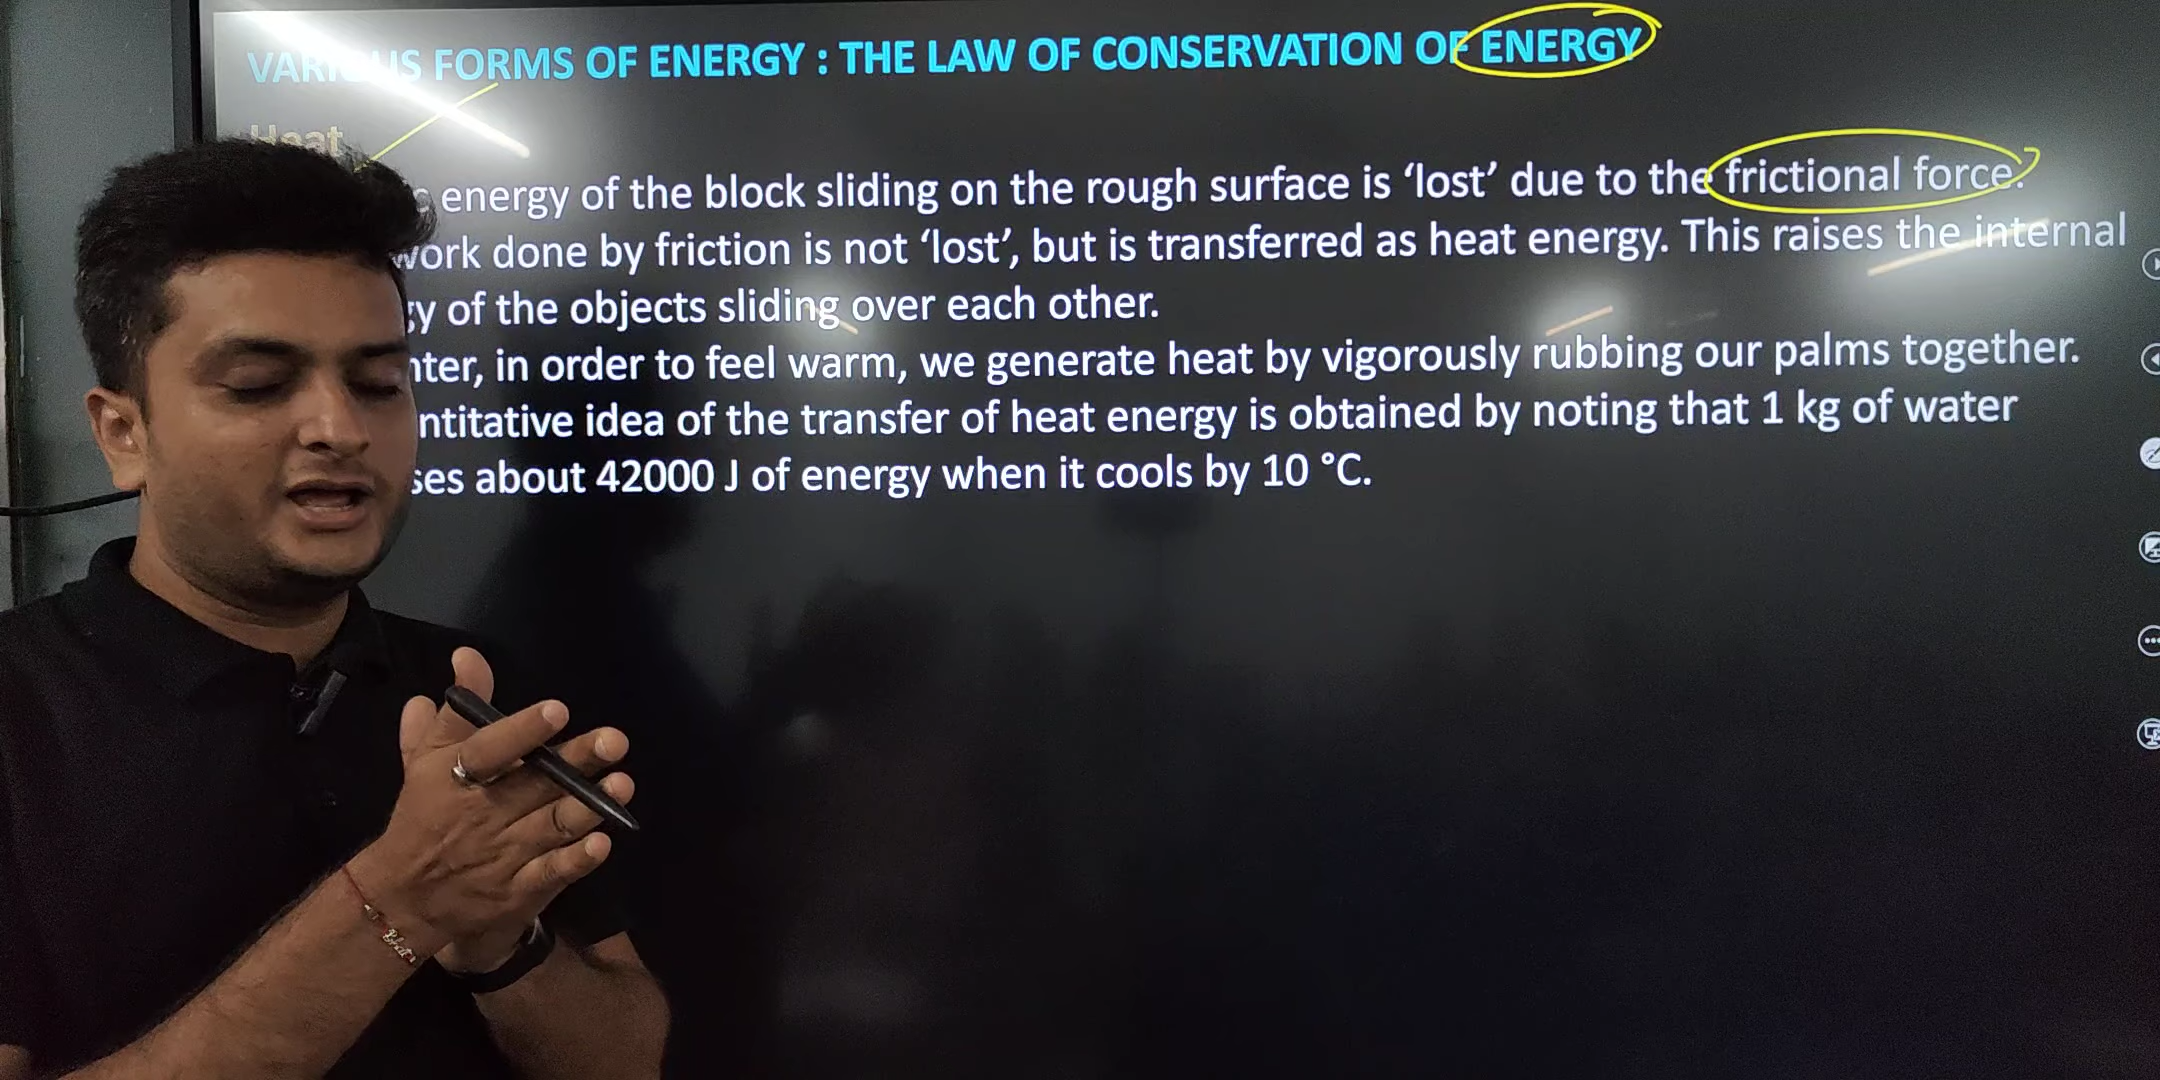 VARIOUS FORMS OF ENERGY : THE LAW OF CONSERVATION OF ENERGY
Heat
energy of the block sliding on the rough surface is ‘lost’ due to the frictional force.
work done by friction is not ‘lost’, but is transferred as heat energy. This raises the internal
of the objects sliding over each other.
in order to feel warm, we generate heat by vigorously rubbing our palms together.
idea of the transfer of heat energy is obtained by noting that 1 kg of water
about 42000 J of energy when it cools by 10 °C.